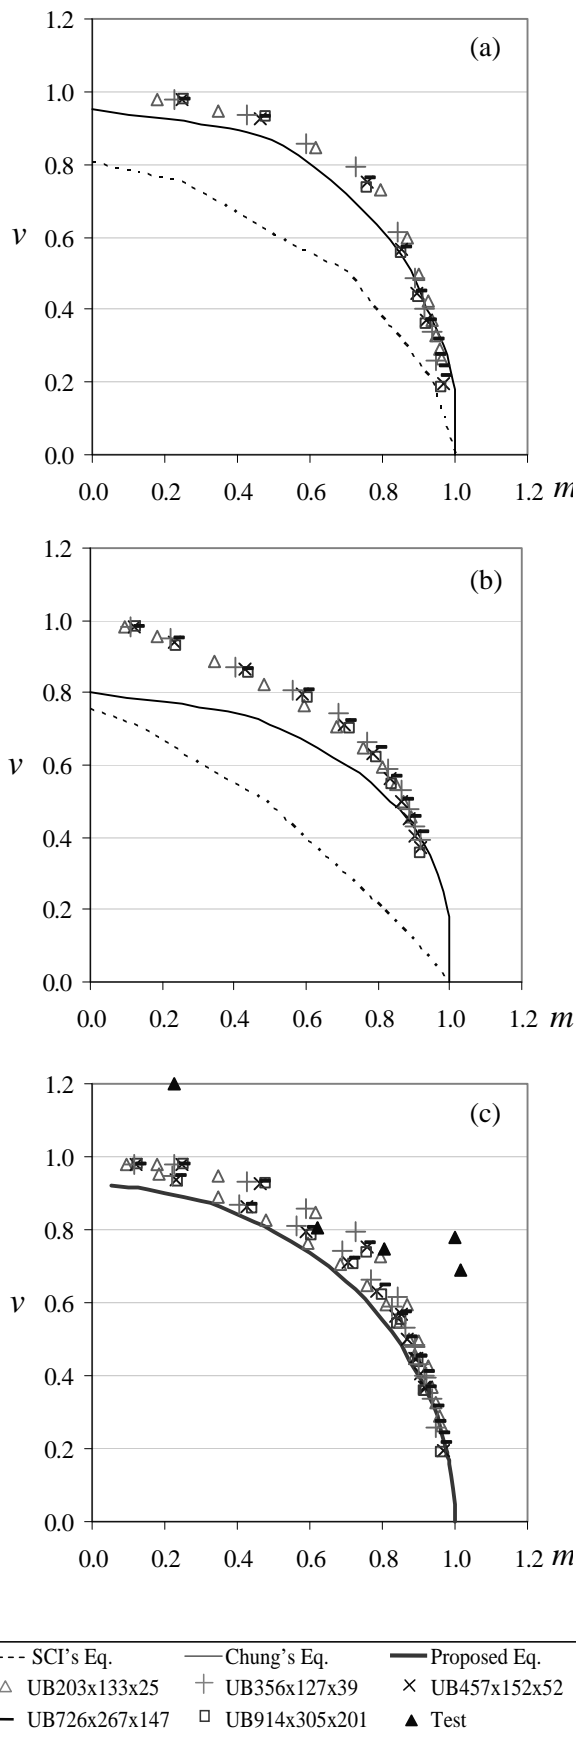 (a)
1.2
1.0
0.8
0.6
0.4
0.2
0.0
v
0.0 0.2 0.4 0.6 0.8 1.0 1.2 m
(b)
1.2
1.0
0.8
0.6
0.4
0.2
0.0
v
0.0 0.2 0.4 0.6 0.8 1.0 1.2 m
(c)
1.2
1.0
0.8
0.6
0.4
0.2
0.0
v
0.0 0.2 0.4 0.6 0.8 1.0 1.2 m
SCI's Eq. Chung's Eq. Proposed Eq.
UB203x133x25 UB356x127x39 UB457x152x52
UB726x267x147 UB914x305x201 Test